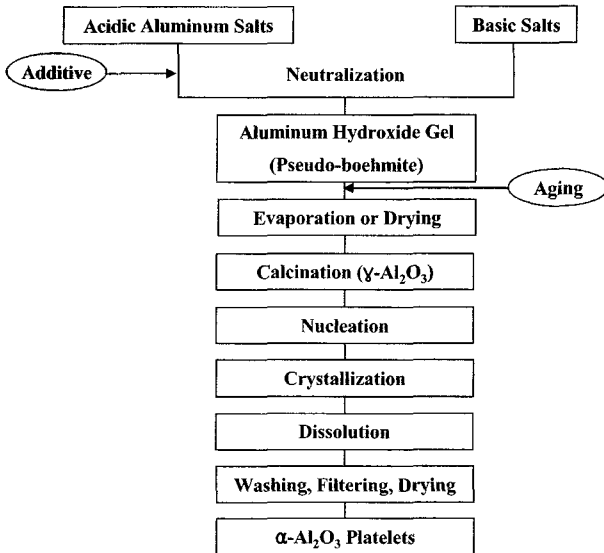 Acidic Aluminum Salts
Basic Salts
Additive
Neutralization
Aluminum Hydroxide Gel
(Pseudo-boehmite)
Aging
Evaporation or Drying
Calcination (γ-Al₂O₃)
Nucleation
Crystallization
Dissolution
Washing, Filtering, Drying
α-Al₂O₃ Platelets